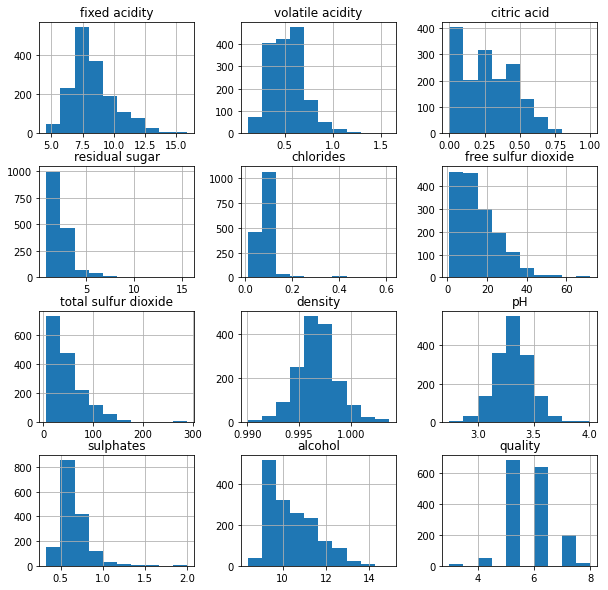 fixed acidity volatile acidity citric acid
400 400 400
300 300
200 200 200
100 100
0 0 0
5.0 7.5 10.0 12.5 15.0 0.5 1.0 1.5 0.00 0.25 0.50 0.75 1.00
residual sugar chlorides free sulfur dioxide
1000 1000 400
750 750 300
500 500 200
250 250 100
0 0 0
5 10 15 0.0 0.2 0.4 0.6 0 20 40 60
total sulfur dioxide density pH
600 400 400
400
200 200 200
0 0 0
0 100 200 300 0.990 0.995 1.000 3.0 3.5 4.0
sulphates alcohol quality
800 600
600 400 400
400
200 200 200
0 0 0
0.5 1.0 1.5 2.0 10 12 14 4 6 8